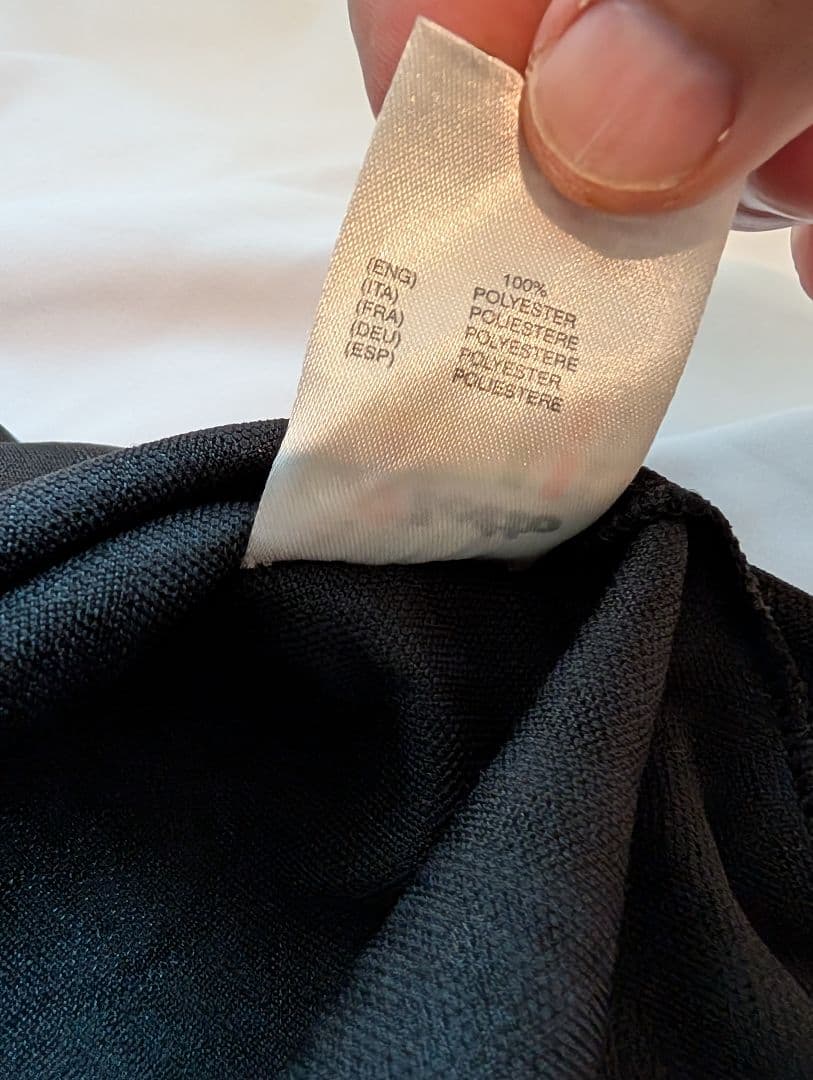 100%
(ENG) POLYESTER
(ITA) POLIESTERE
(FRA) POLYESTERE
(DEU) POLYESTER
(ESP) POLIESTERE